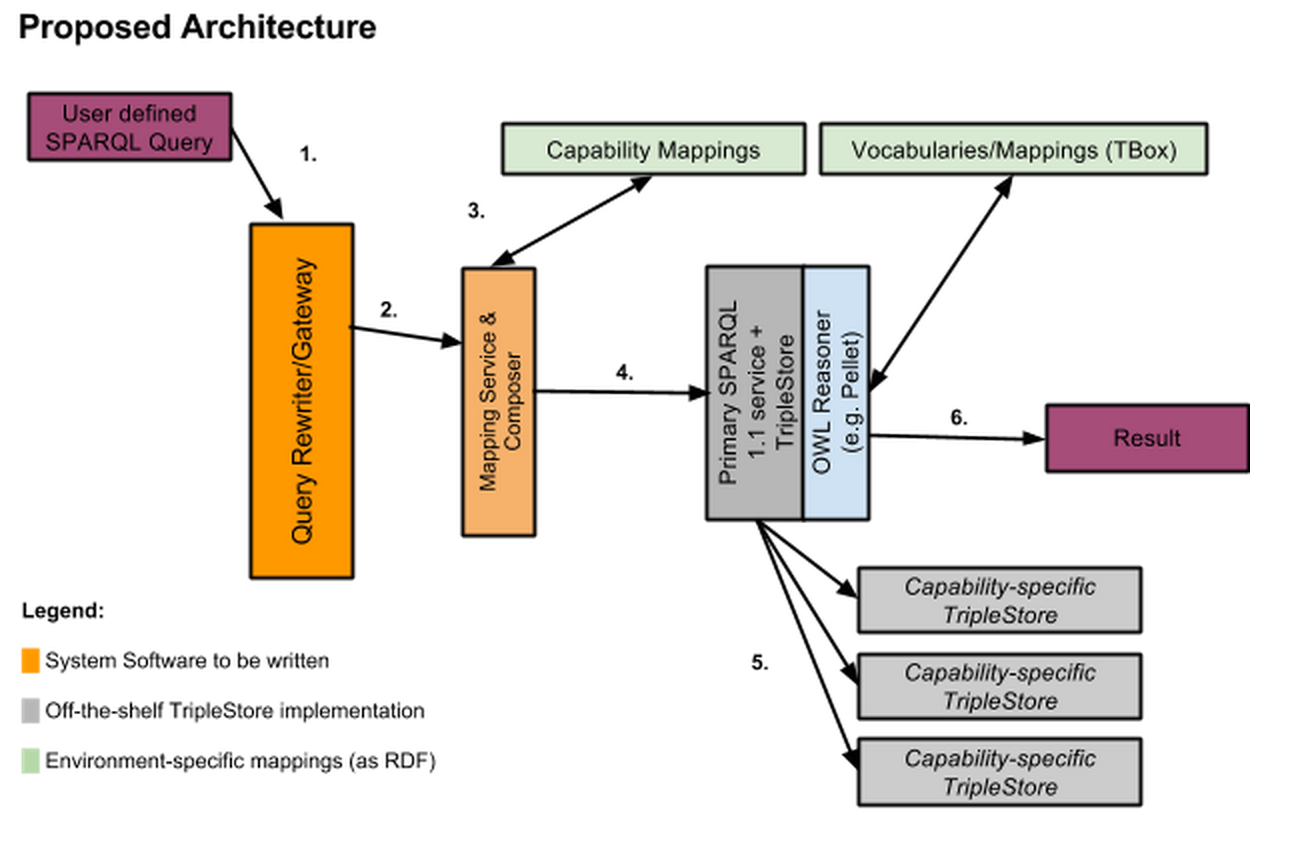 Proposed Architecture
User defined
SPARQL Query
1.
Capability Mappings
Vocabularies/Mappings (TBox)
3.
Query Rewriter/Gateway
2.
Mapping Service &
Composer
4.
Primary SPARQL
1.1 service +
TripleStore
OWL Reasoner
(e.g. Pellet)
6.
Result
5.
Capability-specific
TripleStore
Capability-specific
TripleStore
Capability-specific
TripleStore
Legend:
System Software to be written
Off-the-shelf TripleStore implementation
Environment-specific mappings (as RDF)